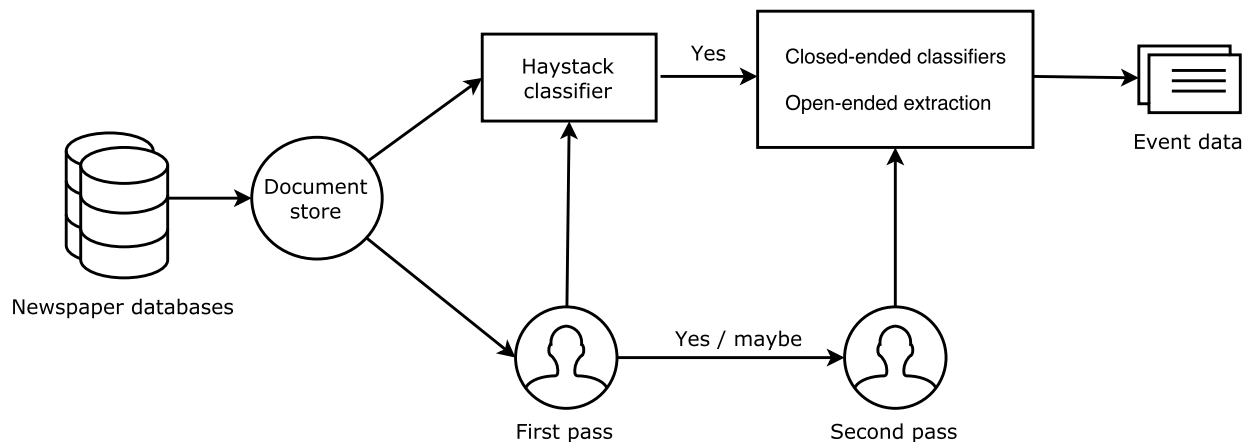 Newspaper databases
Document
store
Haystack
classifier
Yes
Closed-ended classifiers
Open-ended extraction
Event data
First pass
Yes / maybe
Second pass